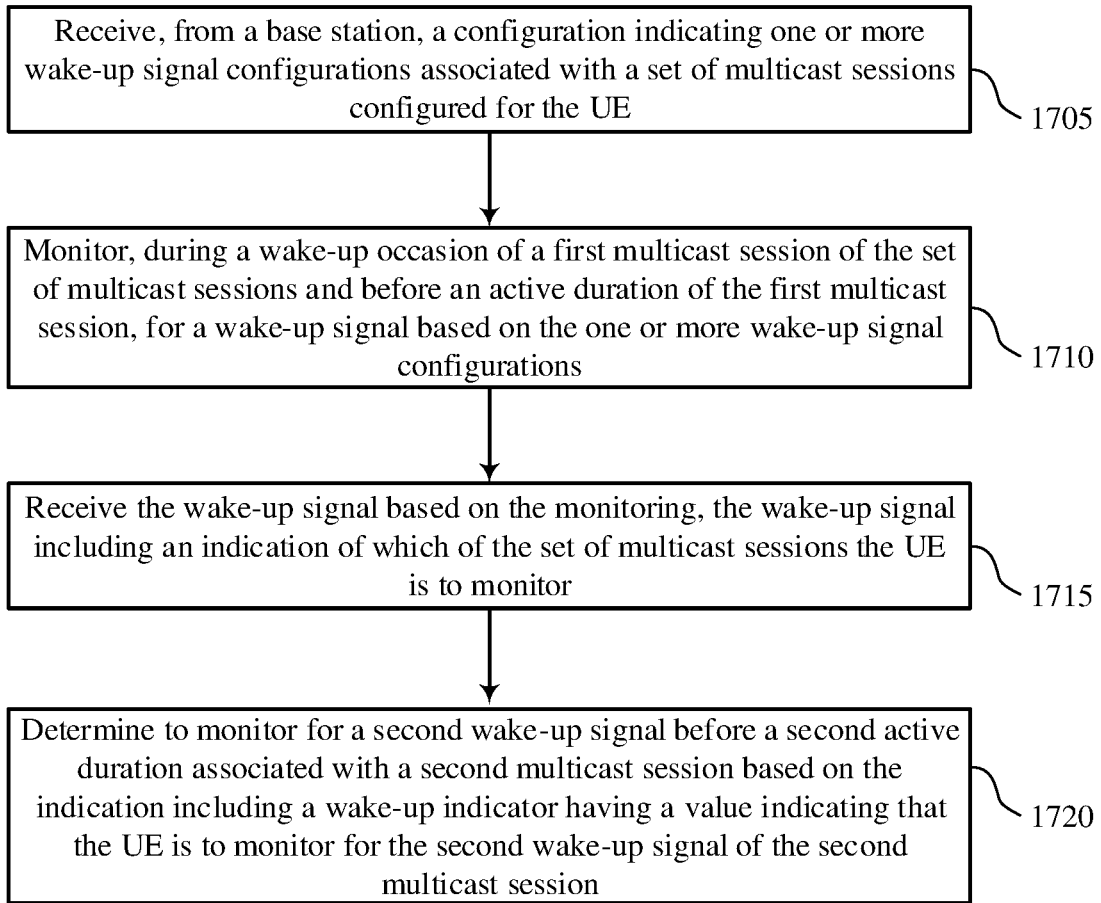 Receive, from a base station, a configuration indicating one or more
wake-up signal configurations associated with a set of multicast sessions
configured for the UE
1705
Monitor, during a wake-up occasion of a first multicast session of the set
of multicast sessions and before an active duration of the first multicast
session, for a wake-up signal based on the one or more wake-up signal
configurations
1710
Receive the wake-up signal based on the monitoring, the wake-up signal
including an indication of which of the set of multicast sessions the UE
is to monitor
1715
Determine to monitor for a second wake-up signal before a second active
duration associated with a second multicast session based on the
indication including a wake-up indicator having a value indicating that
the UE is to monitor for the second wake-up signal of the second
multicast session
1720